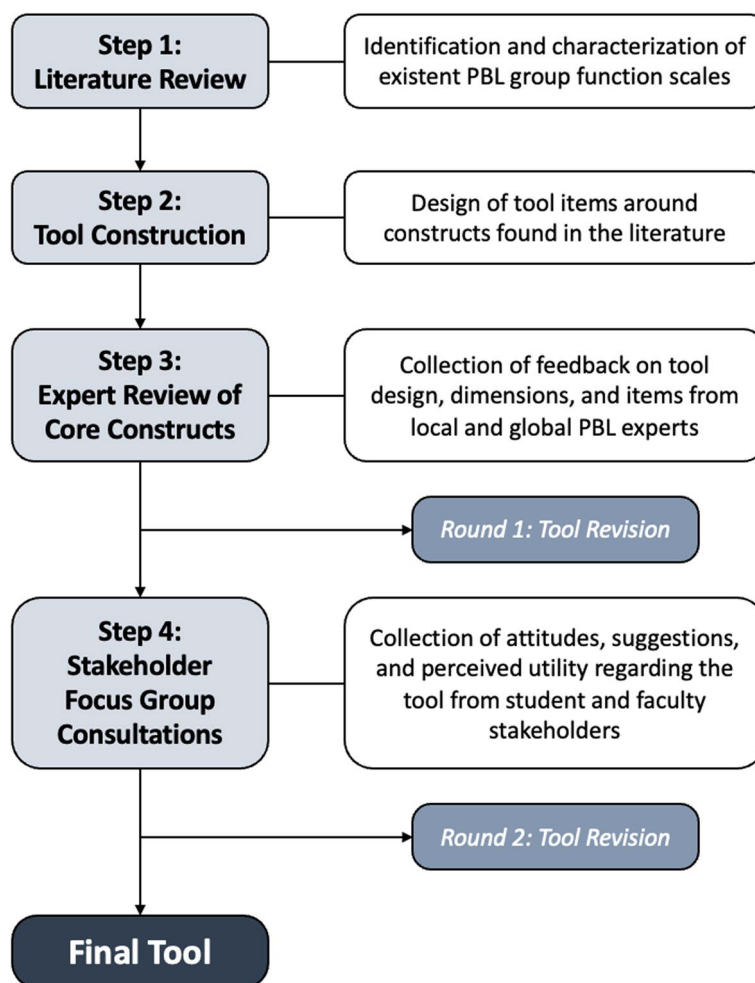 Step 1:
Literature Review
Identification and characterization of
existent PBL group function scales
Step 2:
Tool Construction
Design of tool items around
constructs found in the literature
Step 3:
Expert Review of
Core Constructs
Collection of feedback on tool
design, dimensions, and items from
local and global PBL experts
Round 1: Tool Revision
Step 4:
Stakeholder
Focus Group
Consultations
Collection of attitudes, suggestions,
and perceived utility regarding the
tool from student and faculty
stakeholders
Round 2: Tool Revision
Final Tool